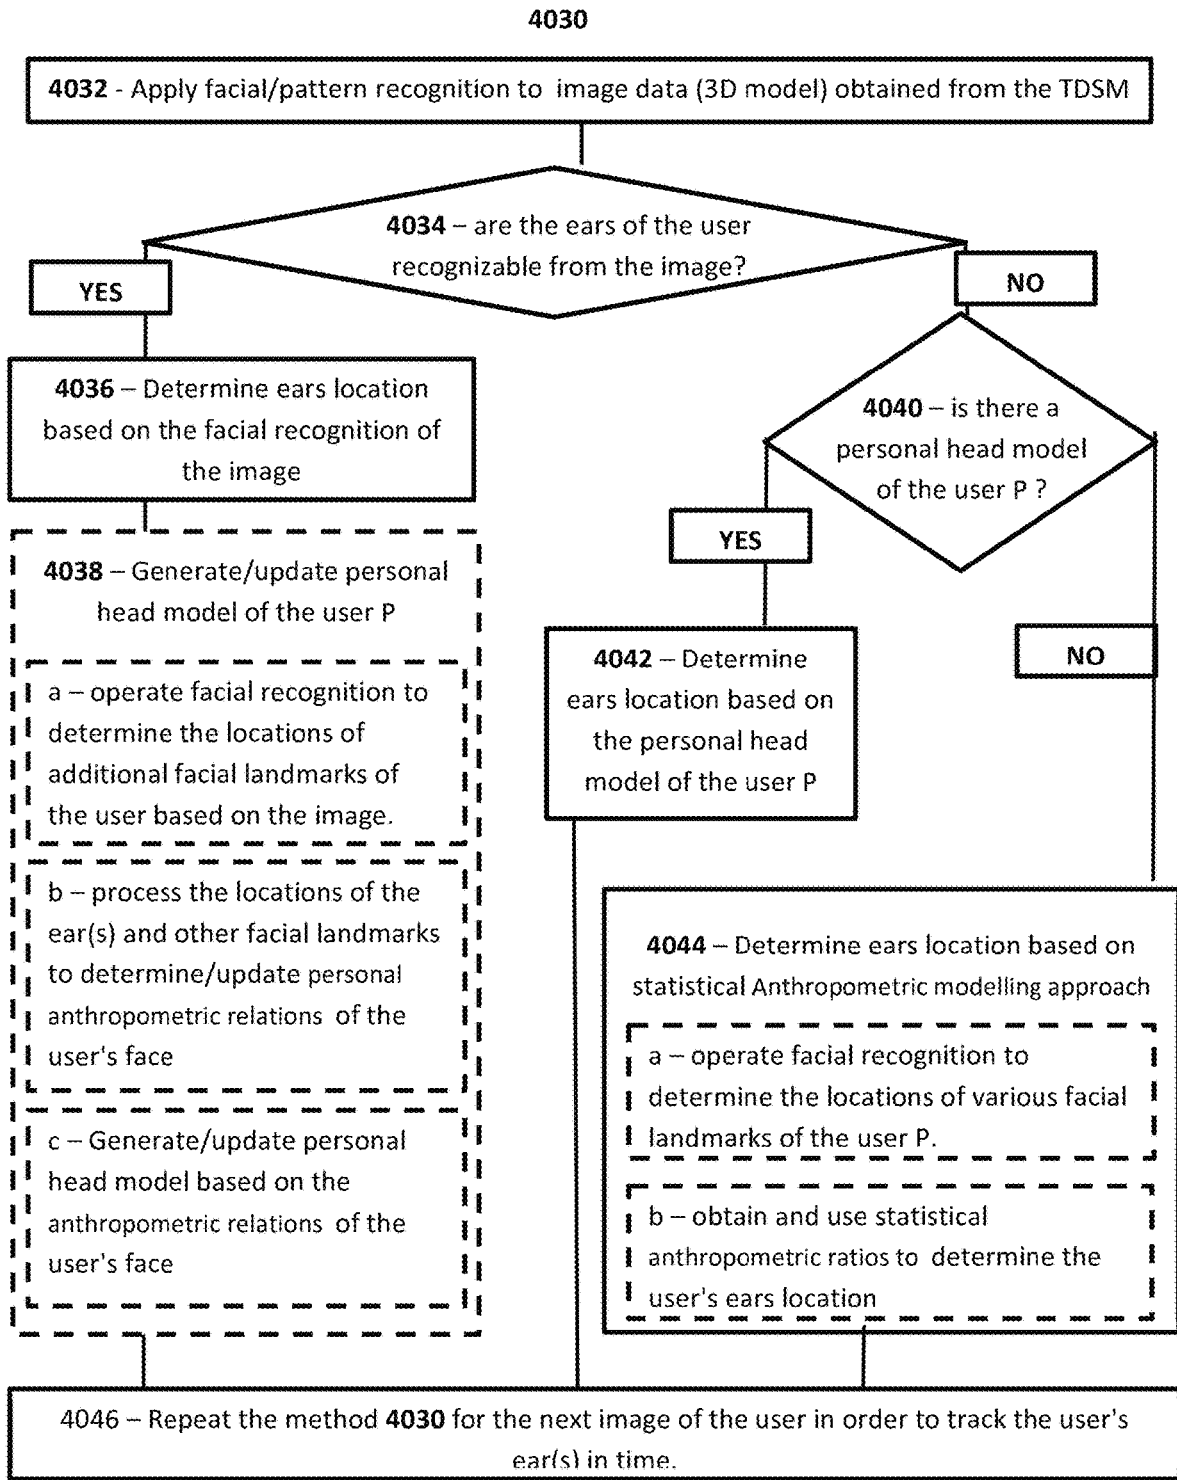 4030
4032 - Apply facial/pattern recognition to image data (3D model) obtained from the TDSM
4034 – are the ears of the user
recognizable from the image?
YES
NO
4036 – Determine ears location
based on the facial recognition of
the image
4040 – is there a
personal head model
of the user P ?
YES
NO
4038 – Generate/update personal
head model of the user P
a – operate facial recognition to
determine the locations of
additional facial landmarks of
the user based on the image.
b – process the locations of the
ear(s) and other facial landmarks
to determine/update personal
anthropometric relations of the
user's face
c – Generate/update personal
head model based on the
anthropometric relations of the
user's face
4042 – Determine
ears location based on
the personal head
model of the user P
4044 – Determine ears location based on
statistical Anthropometric modelling approach
a – operate facial recognition to
determine the locations of various facial
landmarks of the user P.
b – obtain and use statistical
anthropometric ratios to determine the
user's ears location
4046 – Repeat the method 4030 for the next image of the user in order to track the user's
ear(s) in time.